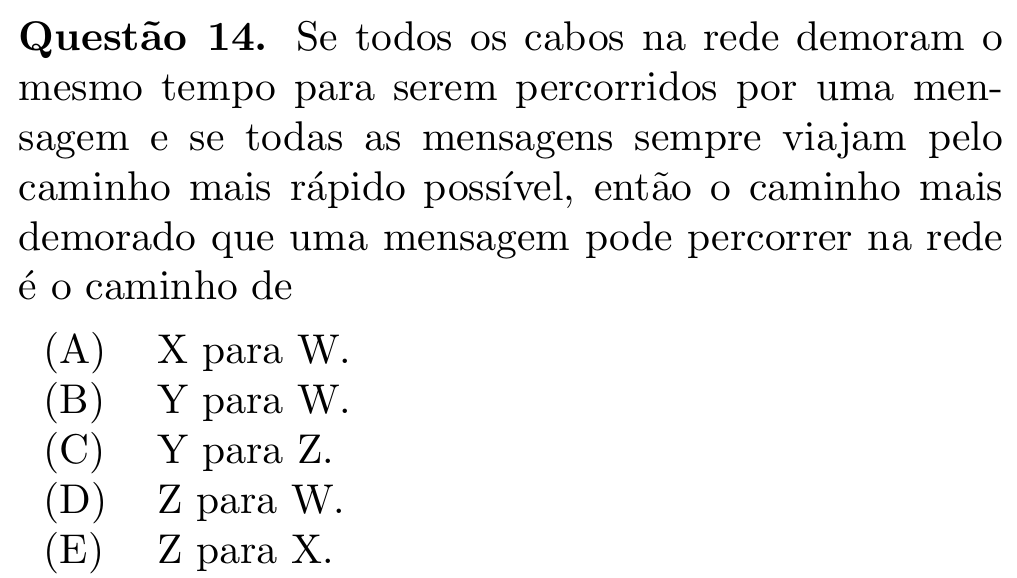 Questão 14. Se todos os cabos na rede demoram o
mesmo tempo para serem percorridos por uma men-
sagem e se todas as mensagens sempre viajam pelo
caminho mais rápido possível, então o caminho mais
demorado que uma mensagem pode percorrer na rede
é o caminho de
(A) X para W.
(B) Y para W.
(C) Y para Z.
(D) Z para W.
(E) Z para X.